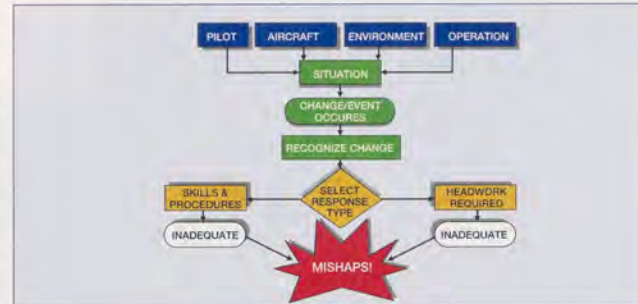 PILOT
AIRCRAFT
ENVIRONMENT
OPERATION
SITUATION
CHANGE/EVENT
OCCURES
RECOGNIZE CHANGE
SKILLS &
PROCEDURES
SELECT
RESPONSE
TYPE
HEADWORK
REQUIRED
INADEQUATE
INADEQUATE
MISHAPS!